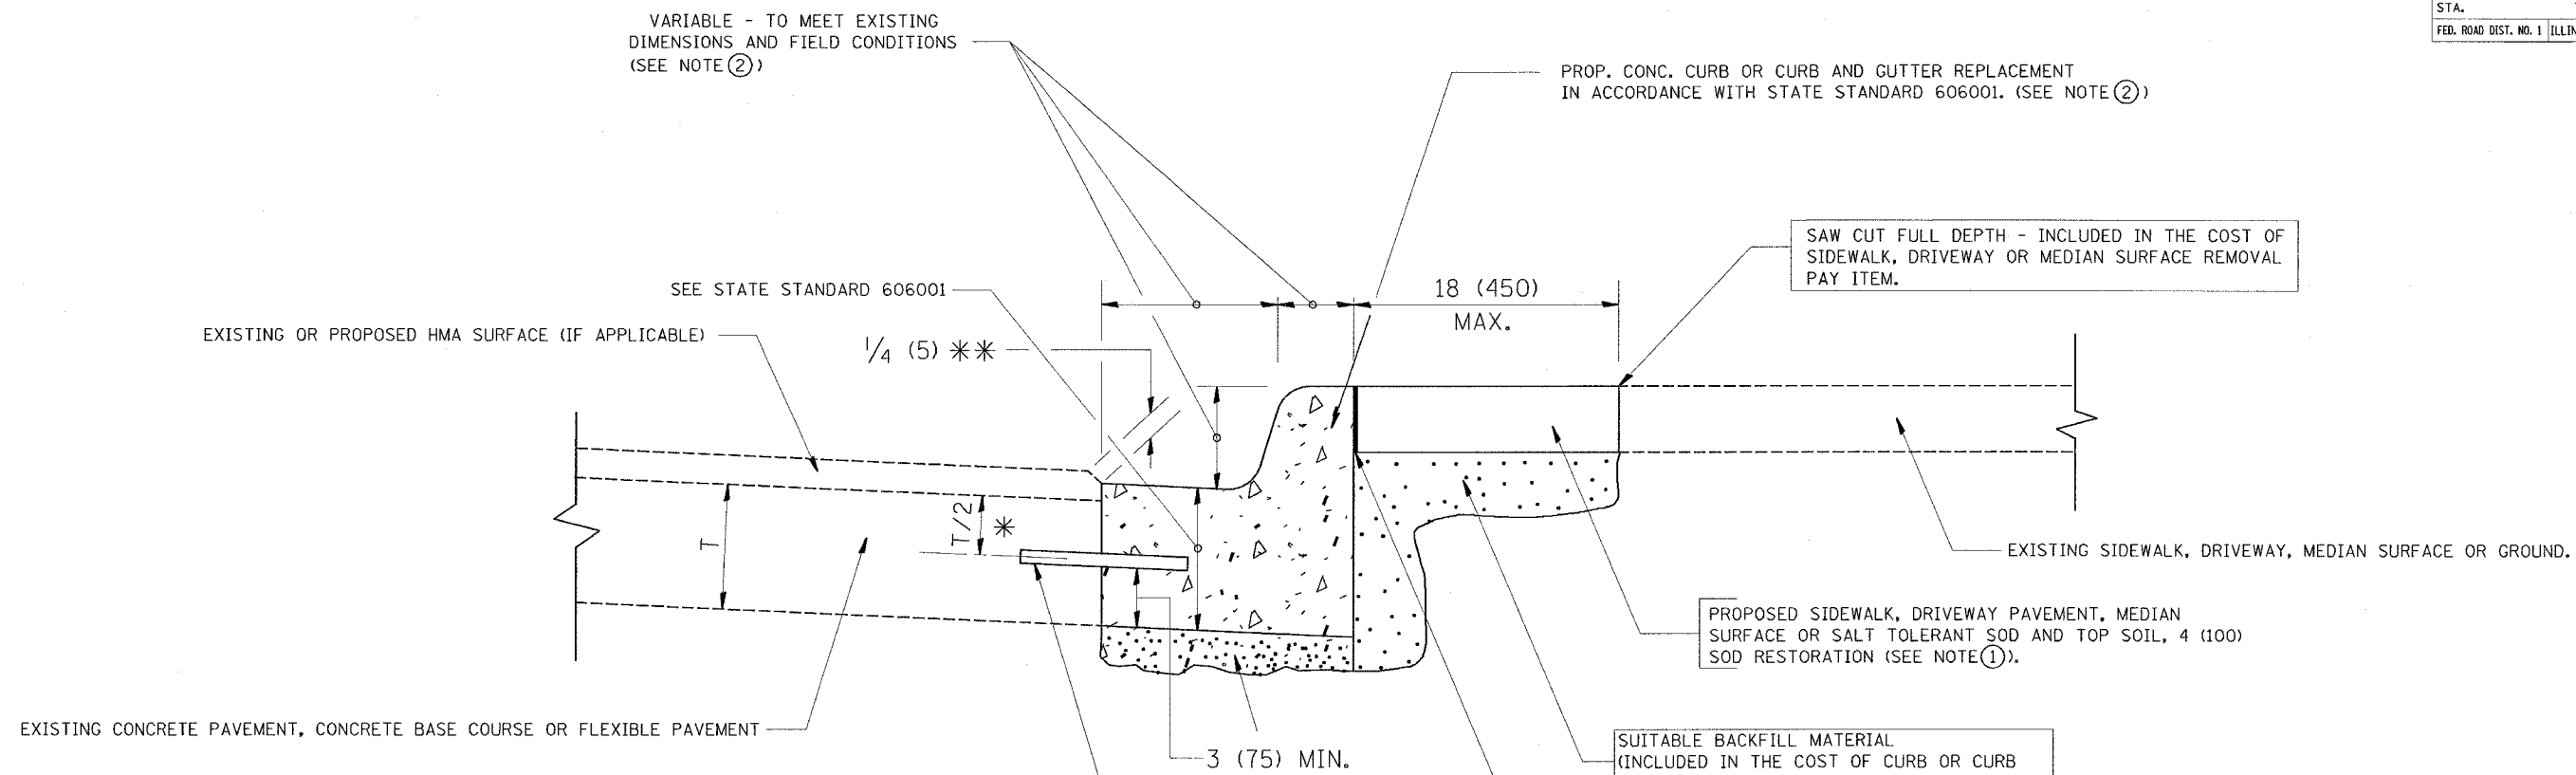 STA.
FED. ROAD DIST. NO. 1
VARIABLE - TO MEET EXISTING
DIMENSIONS AND FIELD CONDITIONS
(SEE NOTE ②)
PROP. CONC. CURB OR CURB AND GUTTER REPLACEMENT
IN ACCORDANCE WITH STATE STANDARD 606001. (SEE NOTE ②)
SAW CUT FULL DEPTH - INCLUDED IN THE COST OF
SIDEWALK, DRIVEWAY OR MEDIAN SURFACE REMOVAL
PAY ITEM.
SEE STATE STANDARD 606001
18 (450)
MAX.
EXISTING OR PROPOSED HMA SURFACE (IF APPLICABLE)
1/4 (5) **
T
T/2
*
EXISTING SIDEWALK, DRIVEWAY, MEDIAN SURFACE OR GROUND.
PROPOSED SIDEWALK, DRIVEWAY PAVEMENT, MEDIAN
SURFACE OR SALT TOLERANT SOD AND TOP SOIL, 4 (100)
SOD RESTORATION (SEE NOTE ①).
EXISTING CONCRETE PAVEMENT, CONCRETE BASE COURSE OR FLEXIBLE PAVEMENT
3 (75) MIN.
SUITABLE BACKFILL MATERIAL
(INCLUDED IN THE COST OF CURB OR CURB